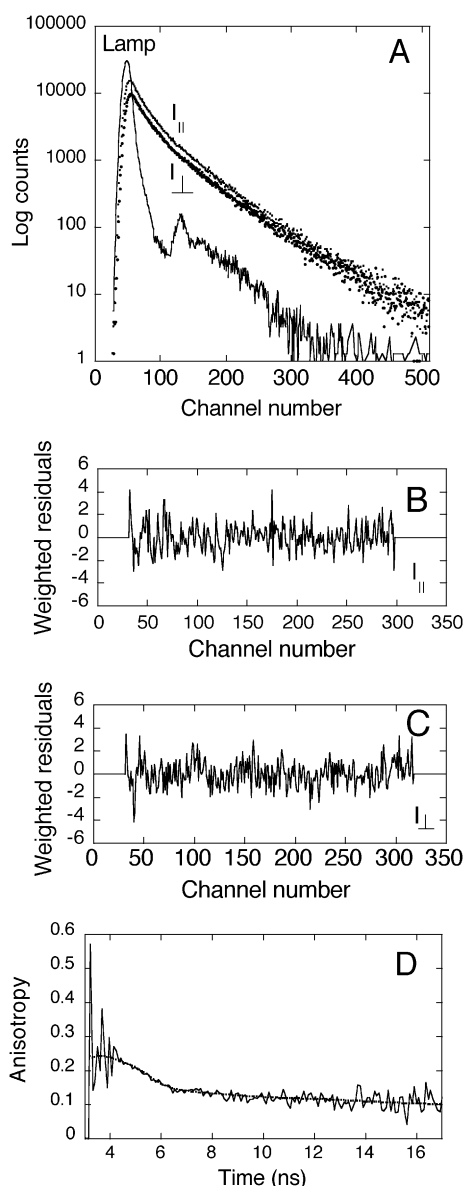 100000
Lamp
A
10000
I||
1000
I⊥
Log counts
100
10
1
0 100 200 300 400 500
Channel number
6
B
4
2
0
-2
-4
I||
-6
Weighted residuals
0 50 100 150 200 250 300 350
Channel number
6
C
4
2
0
-2
-4
I⊥
-6
Weighted residuals
0 50 100 150 200 250 300 350
Channel number
0.6
D
0.5
0.4
0.3
0.2
0.1
0
Anisotropy
4 6 8 10 12 14 16
Time (ns)